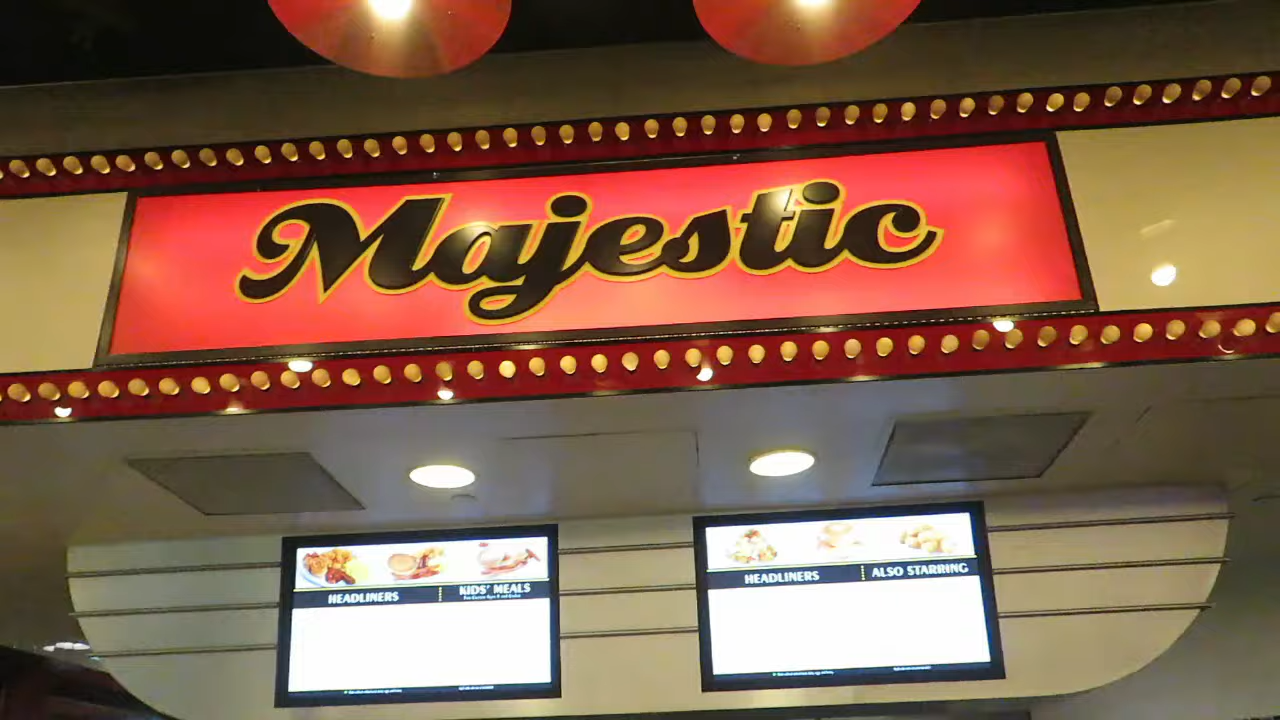 Majestic
HEADLINERS
KIDS' MEALS
HEADLINERS
ALSO STARRING